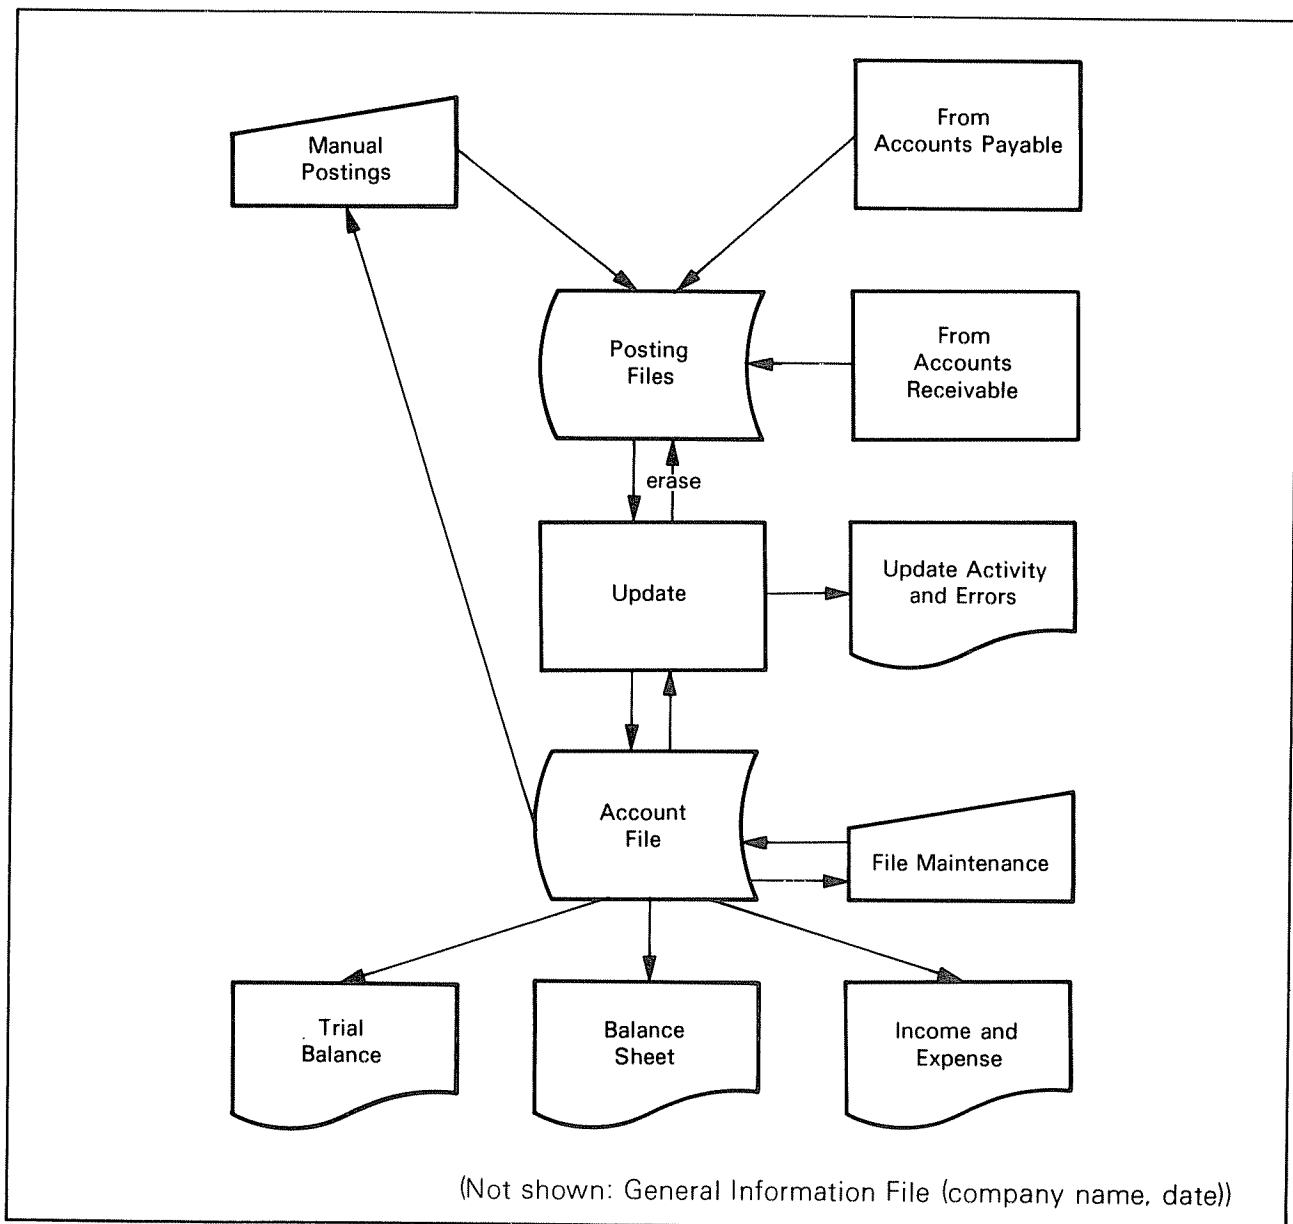 From
Accounts Payable
Manual
Postings
From
Accounts
Receivable
Posting
Files
erase
Update
Update Activity
and Errors
Account
File
File Maintenance
Trial
Balance
Balance
Sheet
Income and
Expense
(Not shown: General Information File (company name, date))